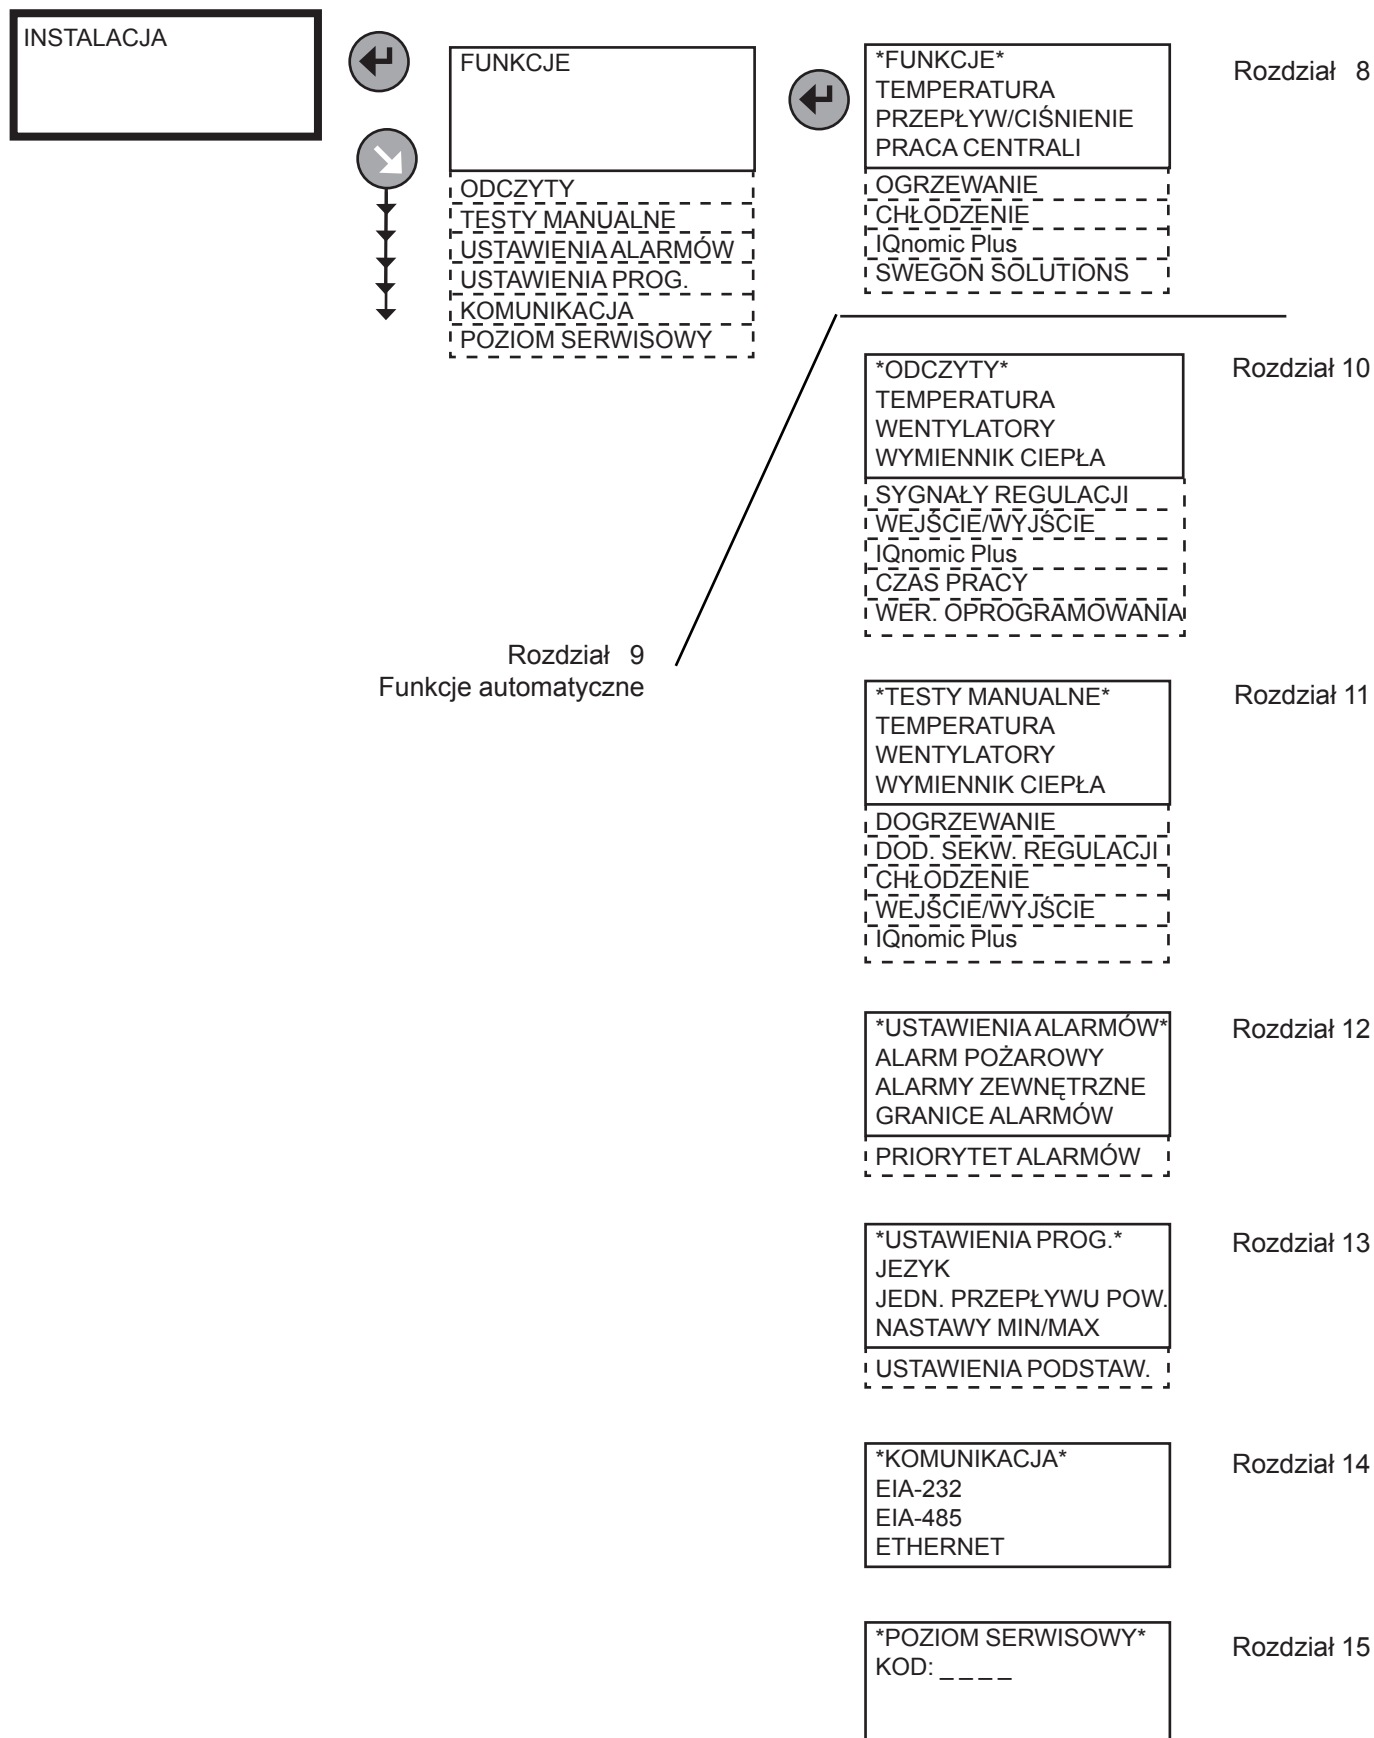 INSTALACJA
FUNKCJE
ODCZYTY
TESTY MANUALNE
USTAWIENIA ALARMÓW
USTAWIENIA PROG.
KOMUNIKACJA
POZIOM SERWISOWY
*FUNKCJE*
TEMPERATURA
PRZEPŁYW/CIŚNIENIE
PRACA CENTRALI
OGRZEWANIE
CHŁODZENIE
IQnomic Plus
SWEGON SOLUTIONS
Rozdział 8
Rozdział 9
Funkcje automatyczne
*ODCZYTY*
TEMPERATURA
WENTYLATORY
WYMIENNIK CIEPŁA
SYGNAŁY REGULACJI
WEJŚCIE/WYJŚCIE
IQnomic Plus
CZAS PRACY
WER. OPROGRAMOWANIA
Rozdział 10
*TESTY MANUALNE*
TEMPERATURA
WENTYLATORY
WYMIENNIK CIEPŁA
DOGRZEWANIE
DOD. SEKW. REGULACJI
CHŁODZENIE
WEJŚCIE/WYJŚCIE
IQnomic Plus
Rozdział 11
*USTAWIENIA ALARMÓW*
ALARM POŻAROWY
ALARMY ZEWNĘTRZNE
GRANICE ALARMÓW
PRIORYTET ALARMÓW
Rozdział 12
*USTAWIENIA PROG.*
JEZYK
JEDN. PRZEPŁYWU POW.
NASTAWY MIN/MAX
USTAWIENIA PODSTAW.
Rozdział 13
*KOMUNIKACJA*
EIA-232
EIA-485
ETHERNET
Rozdział 14
*POZIOM SERWISOWY*
KOD: _ _ _ _
Rozdział 15